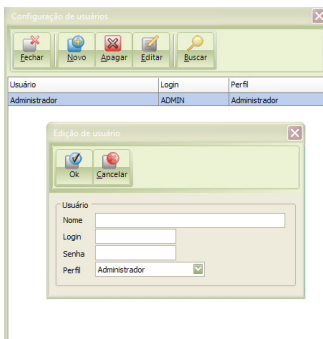 Configuração de usuários
Fechar Novo Apagar Editar Buscar
Usuário Login Perfil
Administrador ADMIN Administrador
Edição de usuário
Ok Cancelar
Usuário
Nome
Login
Senha
Perfil Administrador